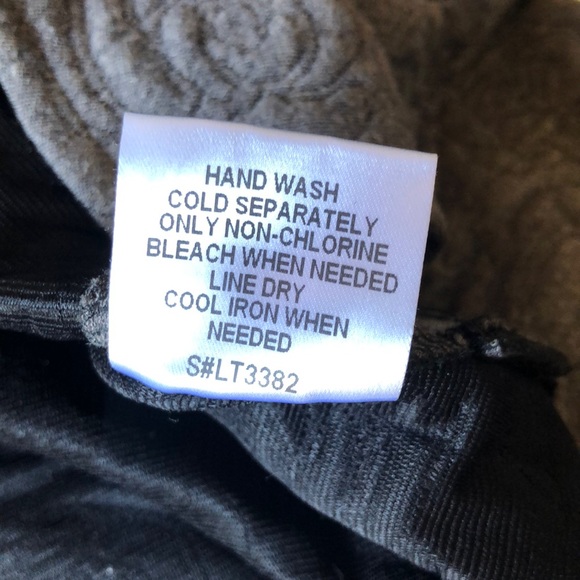 HAND WASH
COLD SEPARATELY
ONLY NON-CHLORINE
BLEACH WHEN NEEDED
LINE DRY
COOL IRON WHEN
NEEDED
S#LT3382